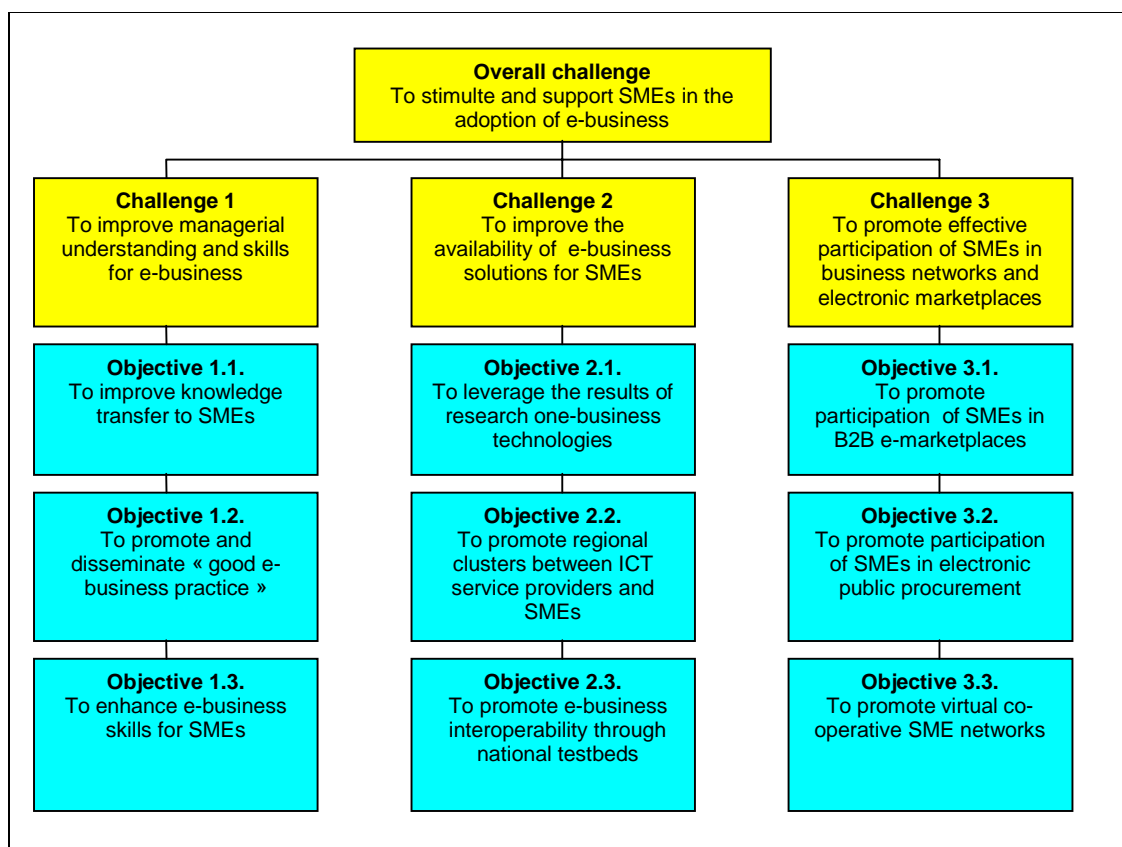 Overall challenge
To stimulte and support SMEs in the
adoption of e-business
Challenge 1
To improve managerial
understanding and skills
for e-business
Challenge 2
To improve the
availability of  e-business
solutions for SMEs
Challenge 3
To promote effective
participation of SMEs in
business networks and
electronic marketplaces
Objective 1.1.
To improve knowledge
transfer to SMEs
Objective 2.1.
To leverage the results of
research one-business
technologies
Objective 3.1.
To promote
participation  of SMEs in
B2B e-marketplaces
Objective 1.2.
To promote and
disseminate « good e-
business practice »
Objective 2.2.
To promote regional
clusters between ICT
service providers and
SMEs
Objective 3.2.
To promote participation
of SMEs in electronic
public procurement
Objective 1.3.
To enhance e-business
skills for SMEs
Objective 2.3.
To promote e-business
interoperability through
national testbeds
Objective 3.3.
To promote virtual co-
operative SME networks